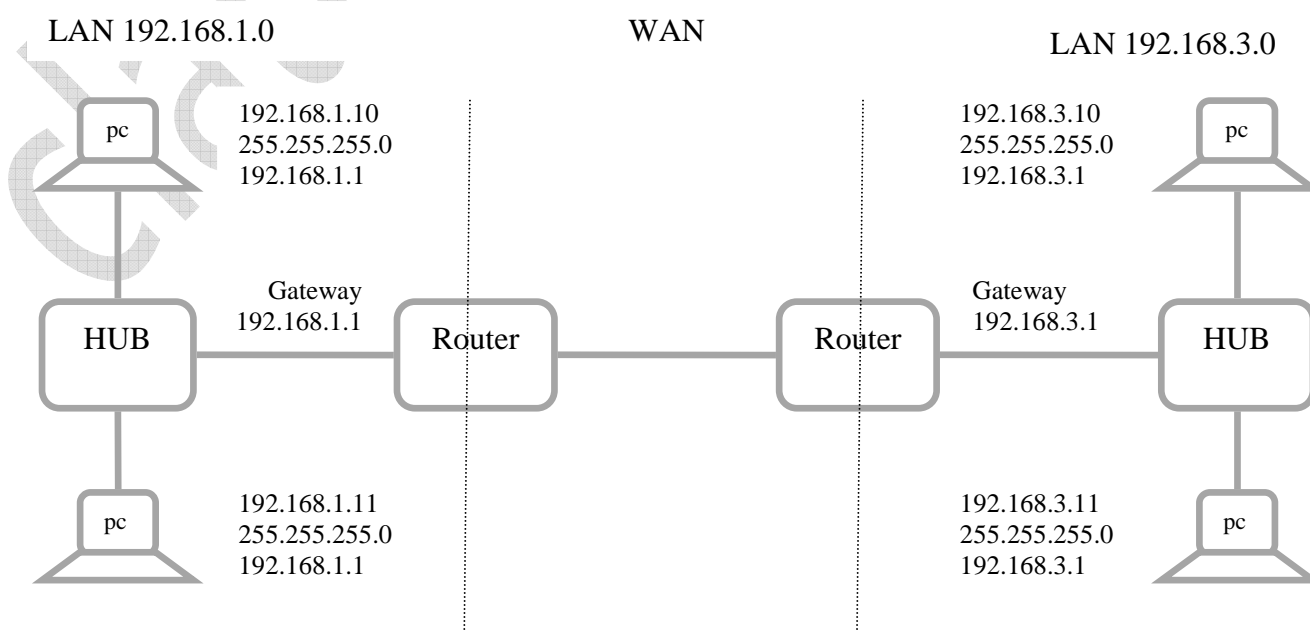 LAN 192.168.1.0
WAN
LAN 192.168.3.0
pc
192.168.1.10
255.255.255.0
192.168.1.1
192.168.3.10
255.255.255.0
192.168.3.1
pc
HUB
Gateway
192.168.1.1
Router
Router
Gateway
192.168.3.1
HUB
pc
192.168.1.11
255.255.255.0
192.168.1.1
192.168.3.11
255.255.255.0
192.168.3.1
pc